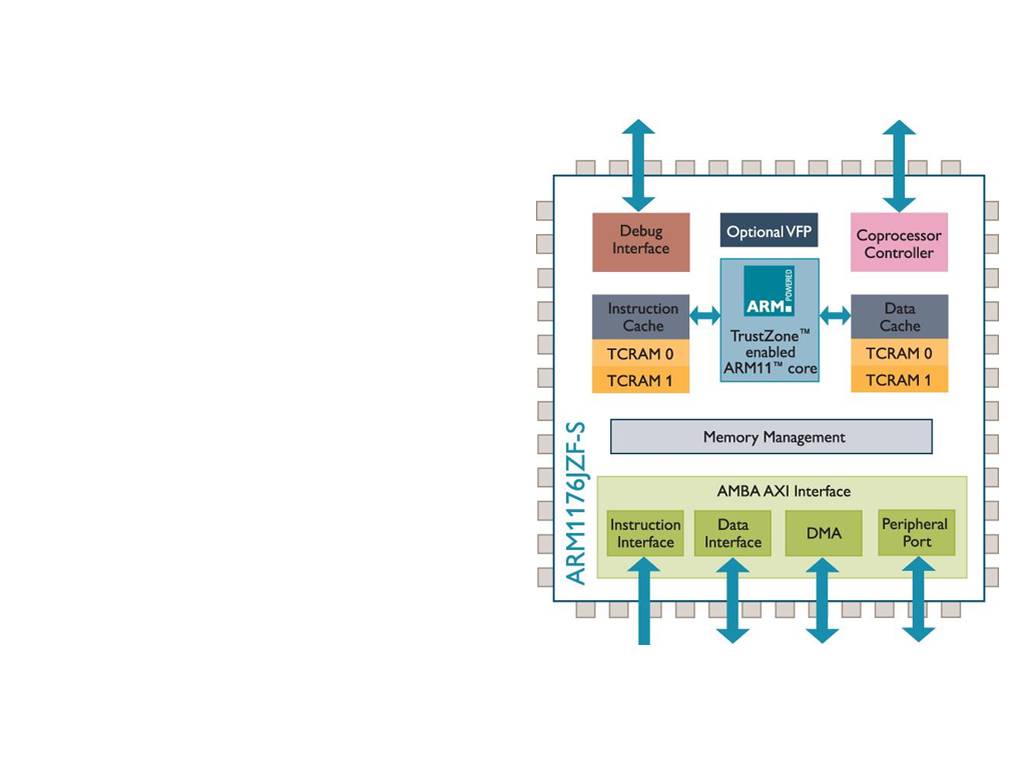 Debug
Interface
Optional VFP
Coprocessor
Controller
Instruction
Cache
TCRAM 0
TCRAM 1
ARM
POWERED
TrustZone™
enabled
ARM11™ core
Data
Cache
TCRAM 0
TCRAM 1
Memory Management
ARM1176JZF-S
AMBA AXI Interface
Instruction
Interface
Data
Interface
DMA
Peripheral
Port